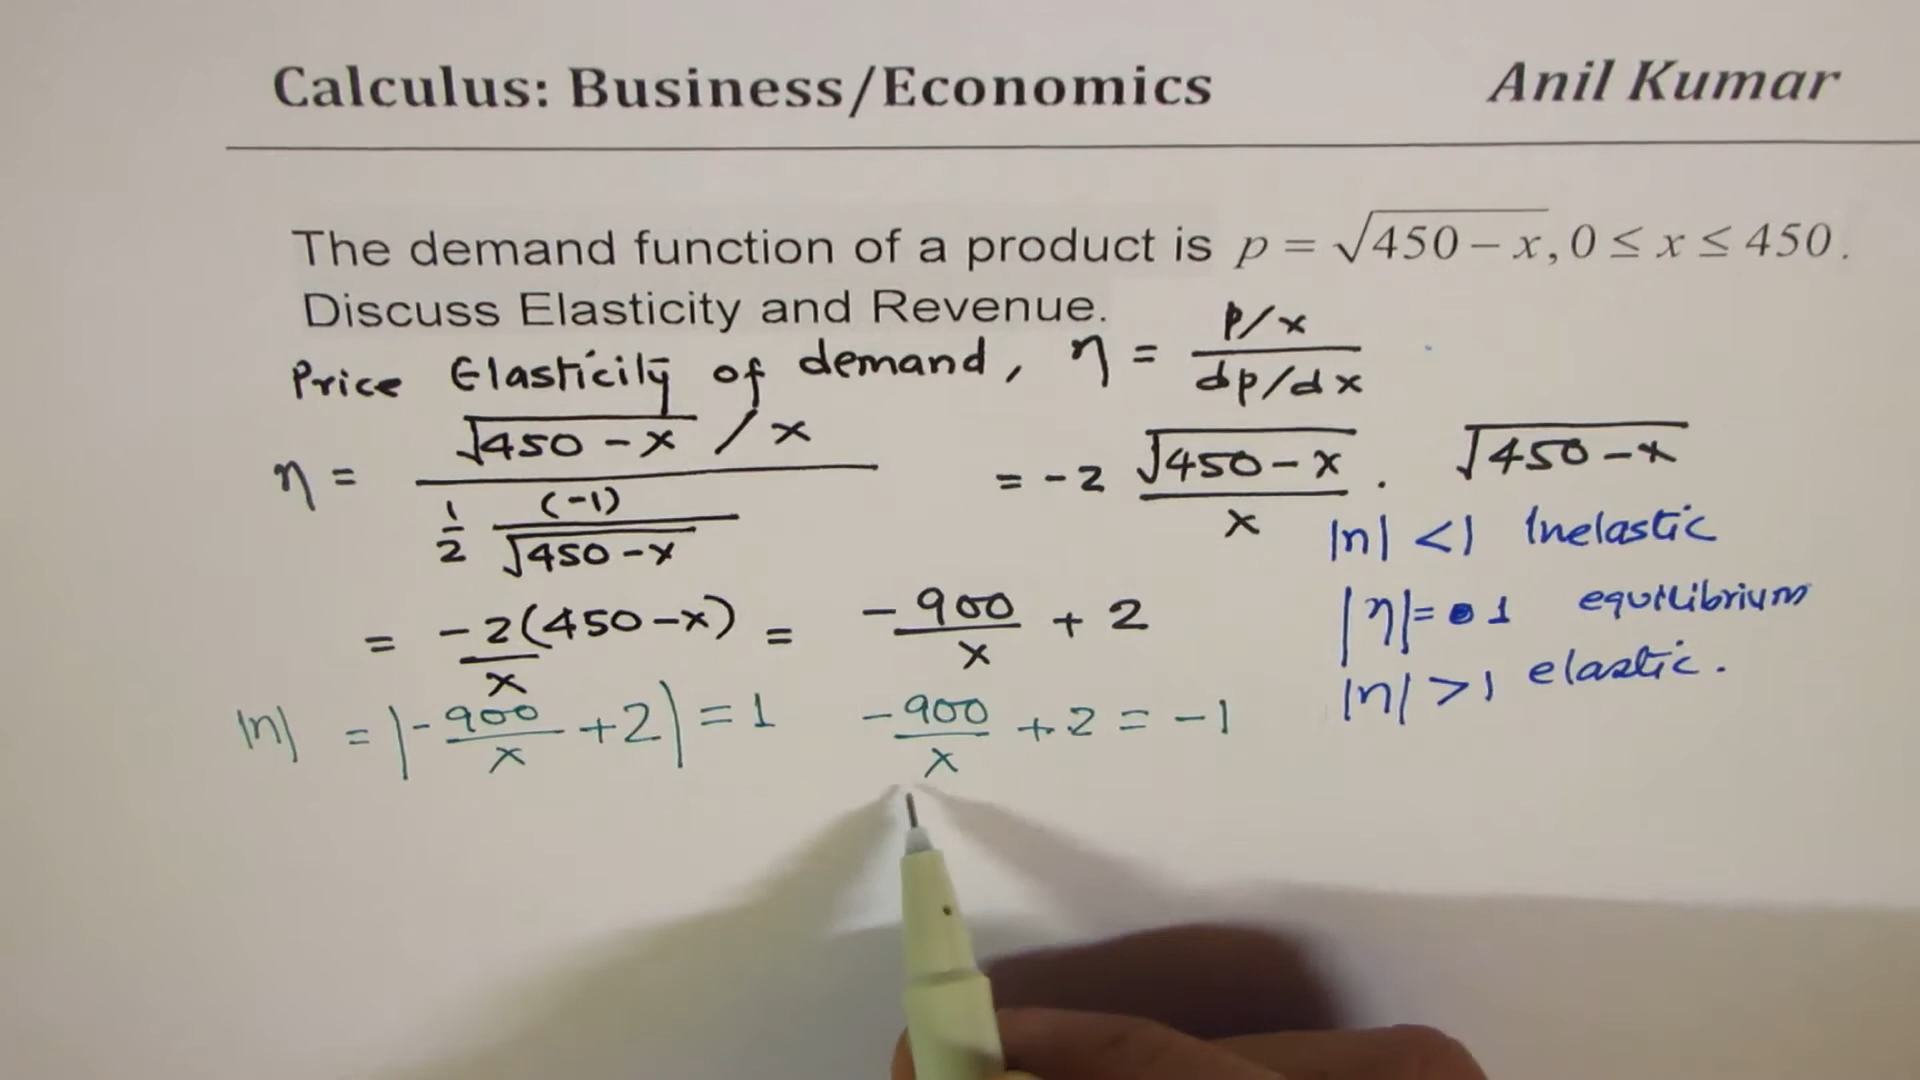 Calculus: Business/Economics Anil Kumar
The demand function of a product is p = √450 − x, 0 ≤ x ≤ 450.
Discuss Elasticity and Revenue.
Price Elasticity of demand, η = p/x / dp/dx
η = √450 - x / x / 1/2 (-1)/√450 - x = -2 √450 - x / x . √450 - x
|η| < 1 Inelastic
= -2/x (450 - x) = -900/x + 2
|η| = 1 equilibrium
|η| > 1 elastic.
|η| = |-900/x + 2| = 1 -900/x + 2 = -1